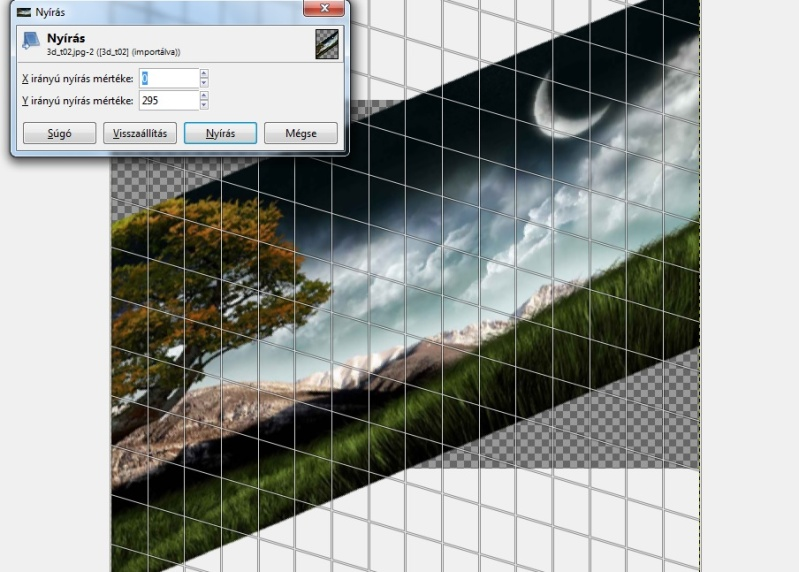 Nyírás
Nyírás
3d_t02.jpg-2 ([3d_t02] (importálva))
X irányú nyírás mértéke: 0
Y irányú nyírás mértéke: 295
Súgó Visszaállítás Nyírás Mégse